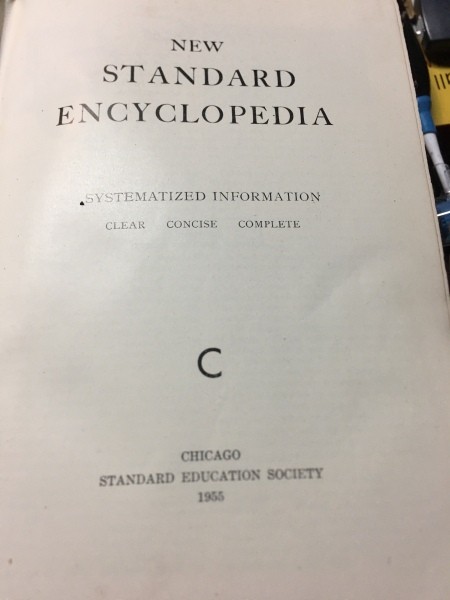 NEW
STANDARD
ENCYCLOPEDIA
SYSTEMATIZED INFORMATION
CLEAR CONCISE COMPLETE
C
CHICAGO
STANDARD EDUCATION SOCIETY
1955